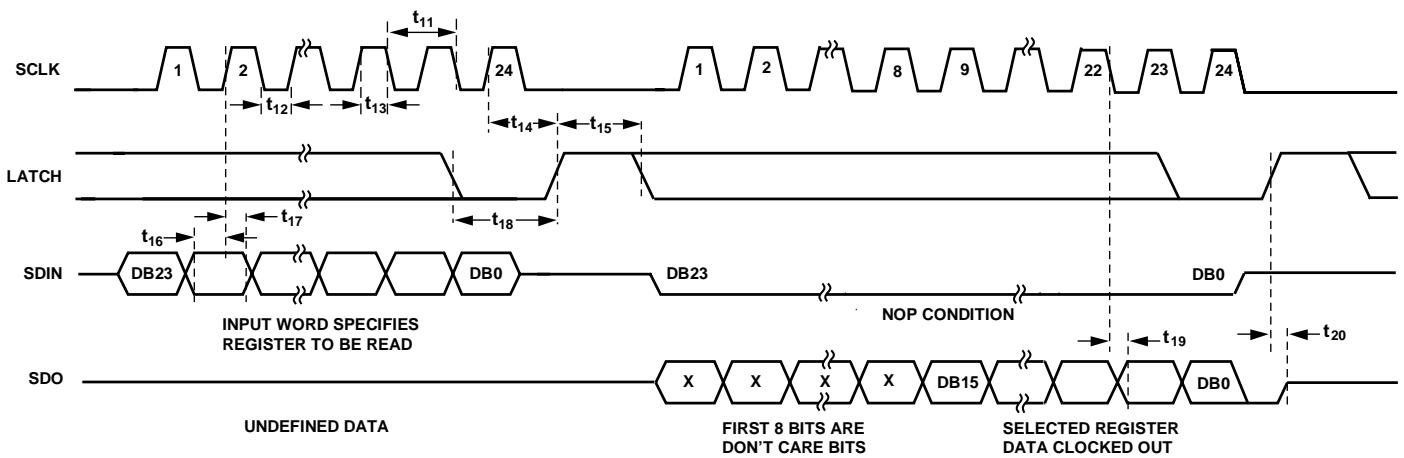 t11
SCLK
1
2
24
1
2
8
9
22
23
24
t12
t13
t14
t15
LATCH
t16
t17
t18
SDIN
DB23
DB0
DB23
DB0
INPUT WORD SPECIFIES
REGISTER TO BE READ
NOP CONDITION
t19
t20
SDO
X
X
X
X
DB15
DB0
UNDEFINED DATA
FIRST 8 BITS ARE
DON'T CARE BITS
SELECTED REGISTER
DATA CLOCKED OUT